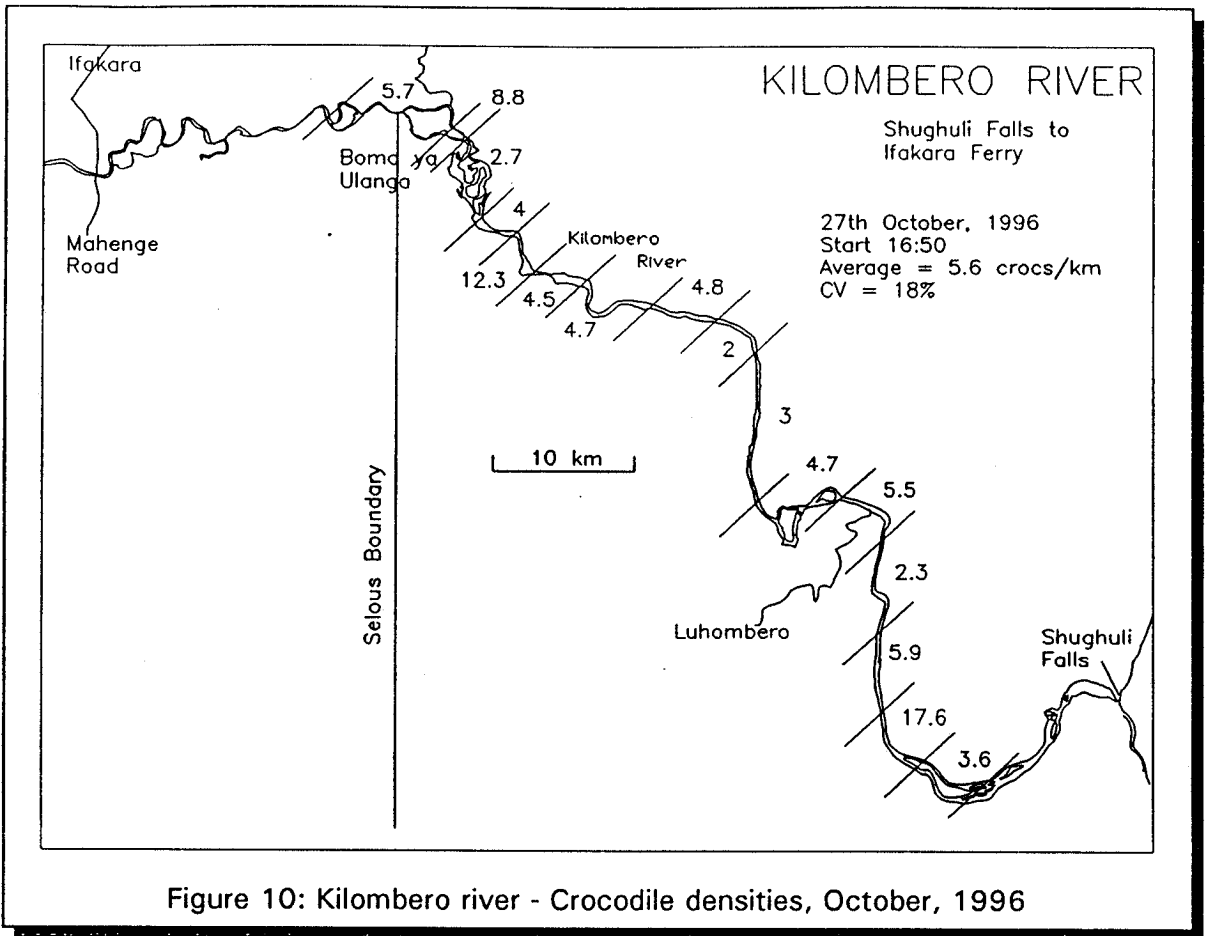 KILOMBERO RIVER
Shughuli Falls to
Ifakara Ferry
27th October, 1996
Start 16:50
Average = 5.6 crocs/km
CV = 18%
Ifakara
5.7
8.8
Boma ya
Ulanga
2.7
Mahenge
Road
4
Kilombero
River
12.3
4.5
4.7
4.8
2
3
10 km
Selous Boundary
4.7
5.5
2.3
Luhombero
5.9
Shughuli
Falls
17.6
3.6
Figure 10: Kilombero river - Crocodile densities, October, 1996